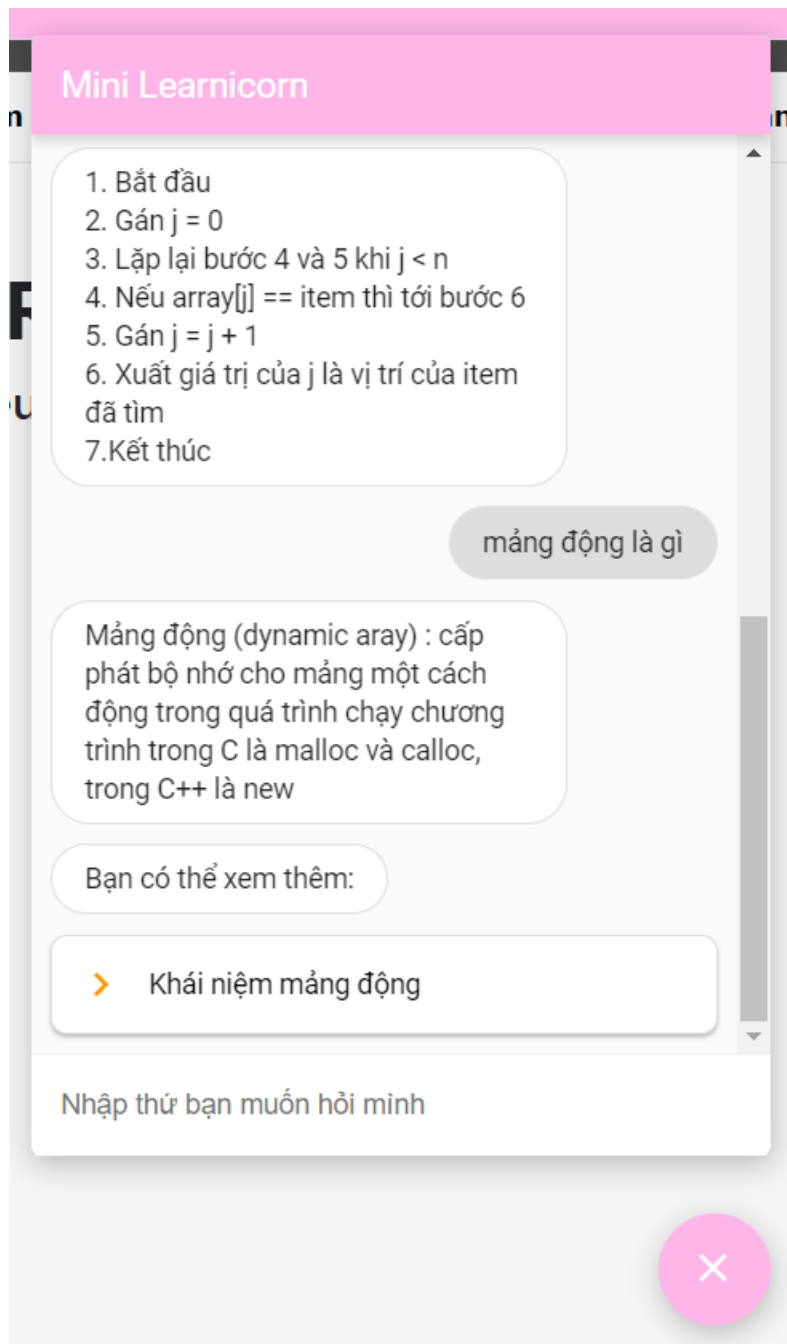 Mini Learnicorn
1. Bắt đầu
2. Gán j = 0
3. Lặp lại bước 4 và 5 khi j < n
4. Nếu array[j] == item thì tới bước 6
5. Gán j = j + 1
6. Xuất giá trị của j là vị trí của item
đã tìm
7.Kết thúc
mảng động là gì
Mảng động (dynamic aray) : cấp
phát bộ nhớ cho mảng một cách
động trong quá trình chạy chương
trình trong C là malloc và calloc,
trong C++ là new
Bạn có thể xem thêm:
Khái niệm mảng động
Nhập thứ bạn muốn hỏi mình